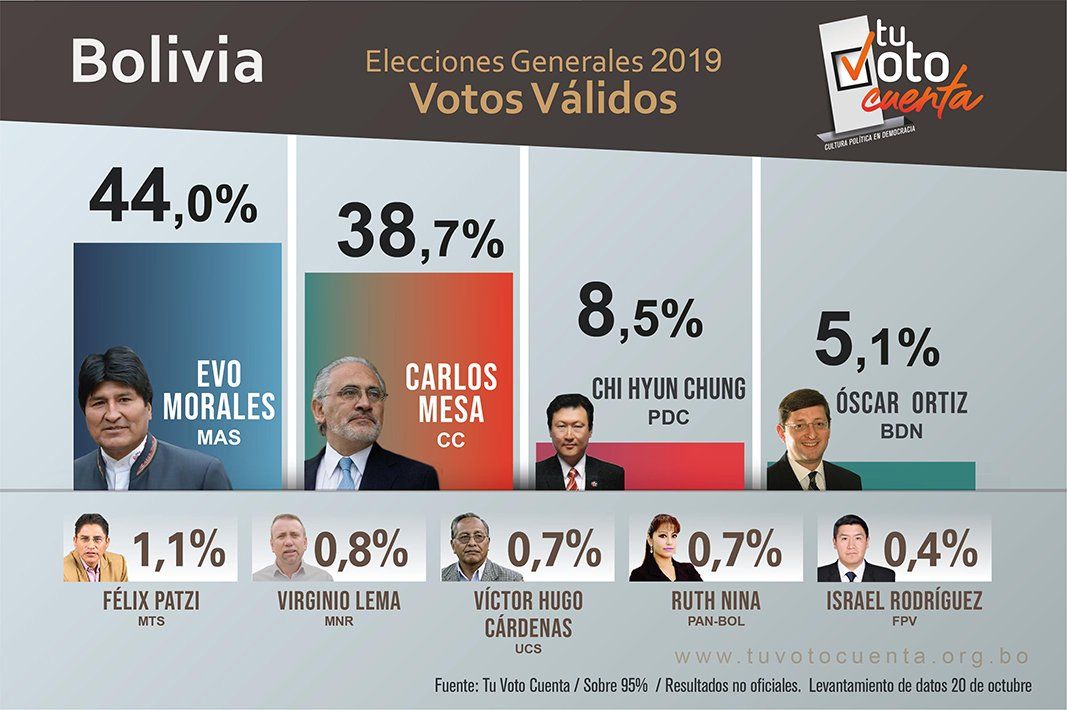 Bolivia
Elecciones Generales 2019
Votos Válidos
tu
voto
cuenta
CULTURA POLÍTICA EN DEMOCRACIA
44,0%
EVO
MORALES
MAS
38,7%
CARLOS
MESA
CC
8,5%
CHI HYUN CHUNG
PDC
5,1%
ÓSCAR ORTIZ
BDN
1,1%
FÉLIX PATZI
MTS
0,8%
VIRGINIO LEMA
MNR
0,7%
VÍCTOR HUGO
CÁRDENAS
UCS
0,7%
RUTH NINA
PAN-BOL
0,4%
ISRAEL RODRÍGUEZ
FPV
www.tuvotocuenta.org.bo
Fuente: Tu Voto Cuenta / Sobre 95% / Resultados no oficiales. Levantamiento de datos 20 de octubre